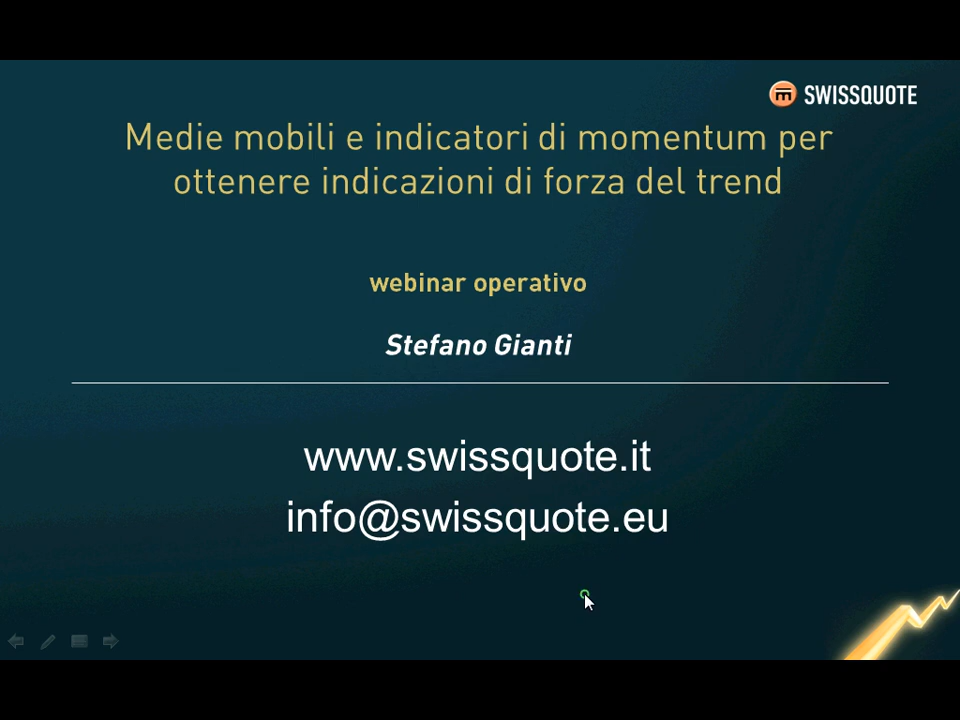 SWISSQUOTE
Medie mobili e indicatori di momentum per
ottenere indicazioni di forza del trend
webinar operativo
Stefano Gianti
www.swissquote.it
info@swissquote.eu